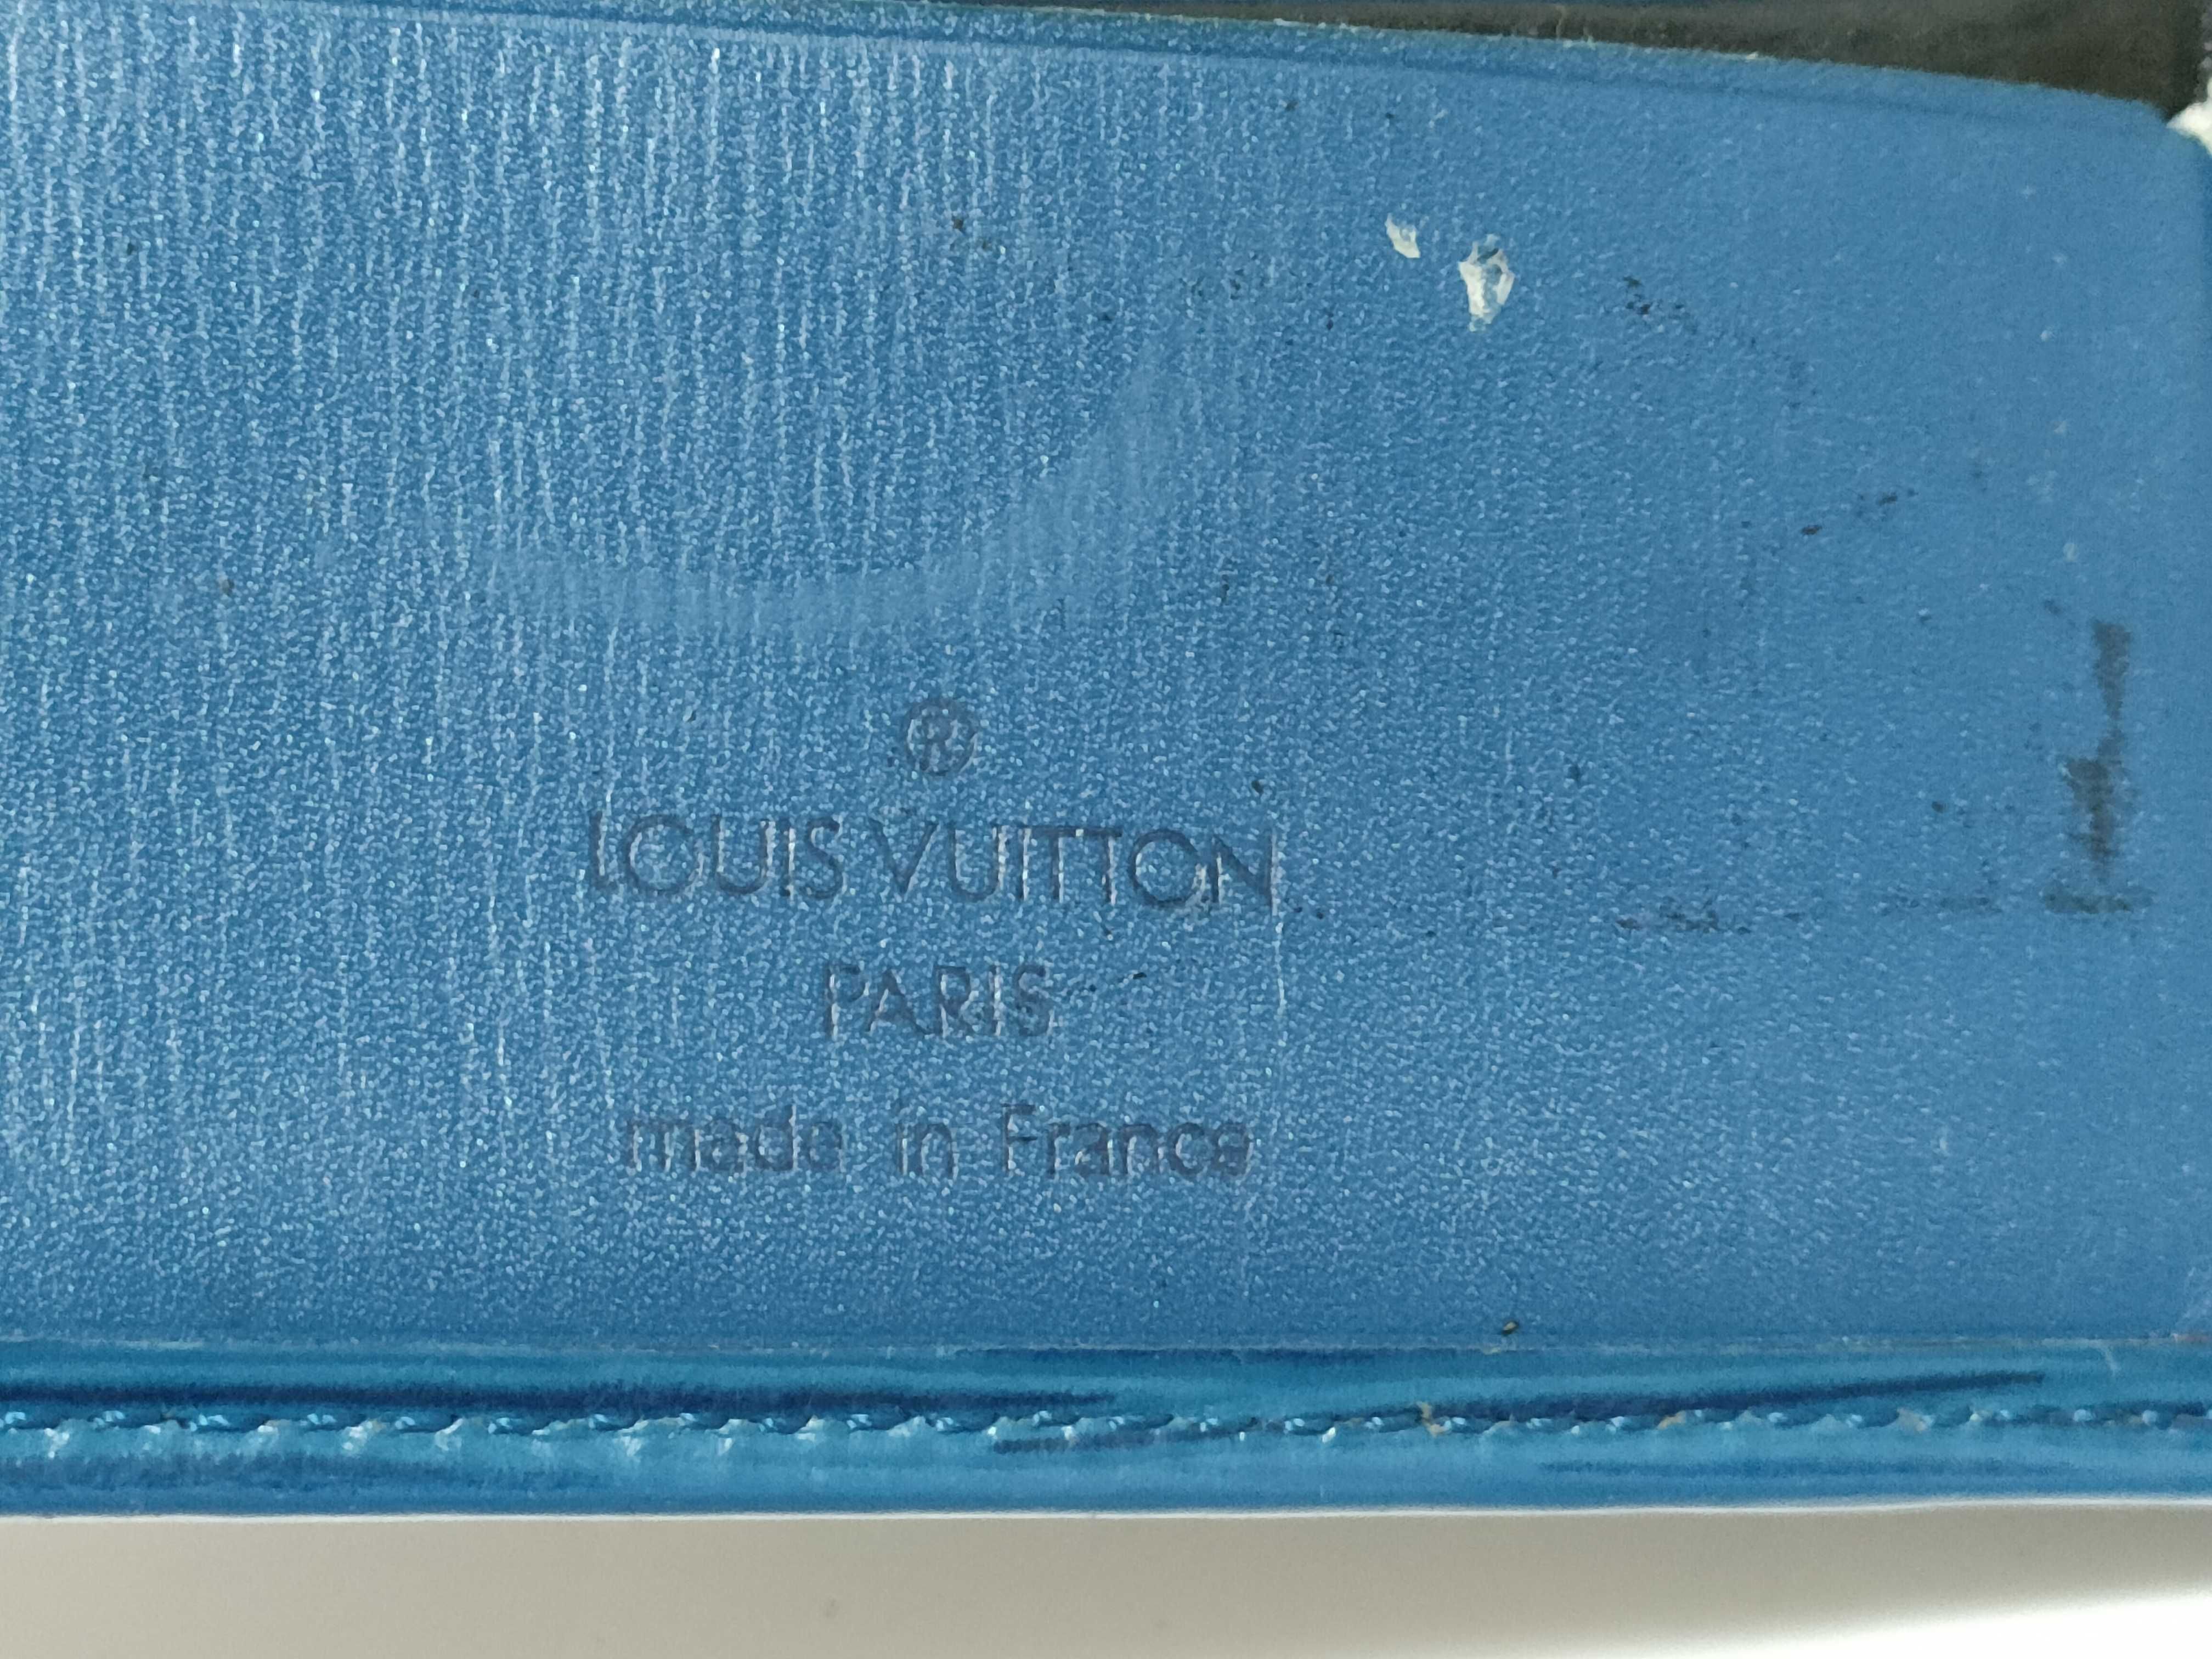 ®
LOUIS VUITTON
PARIS
made in France